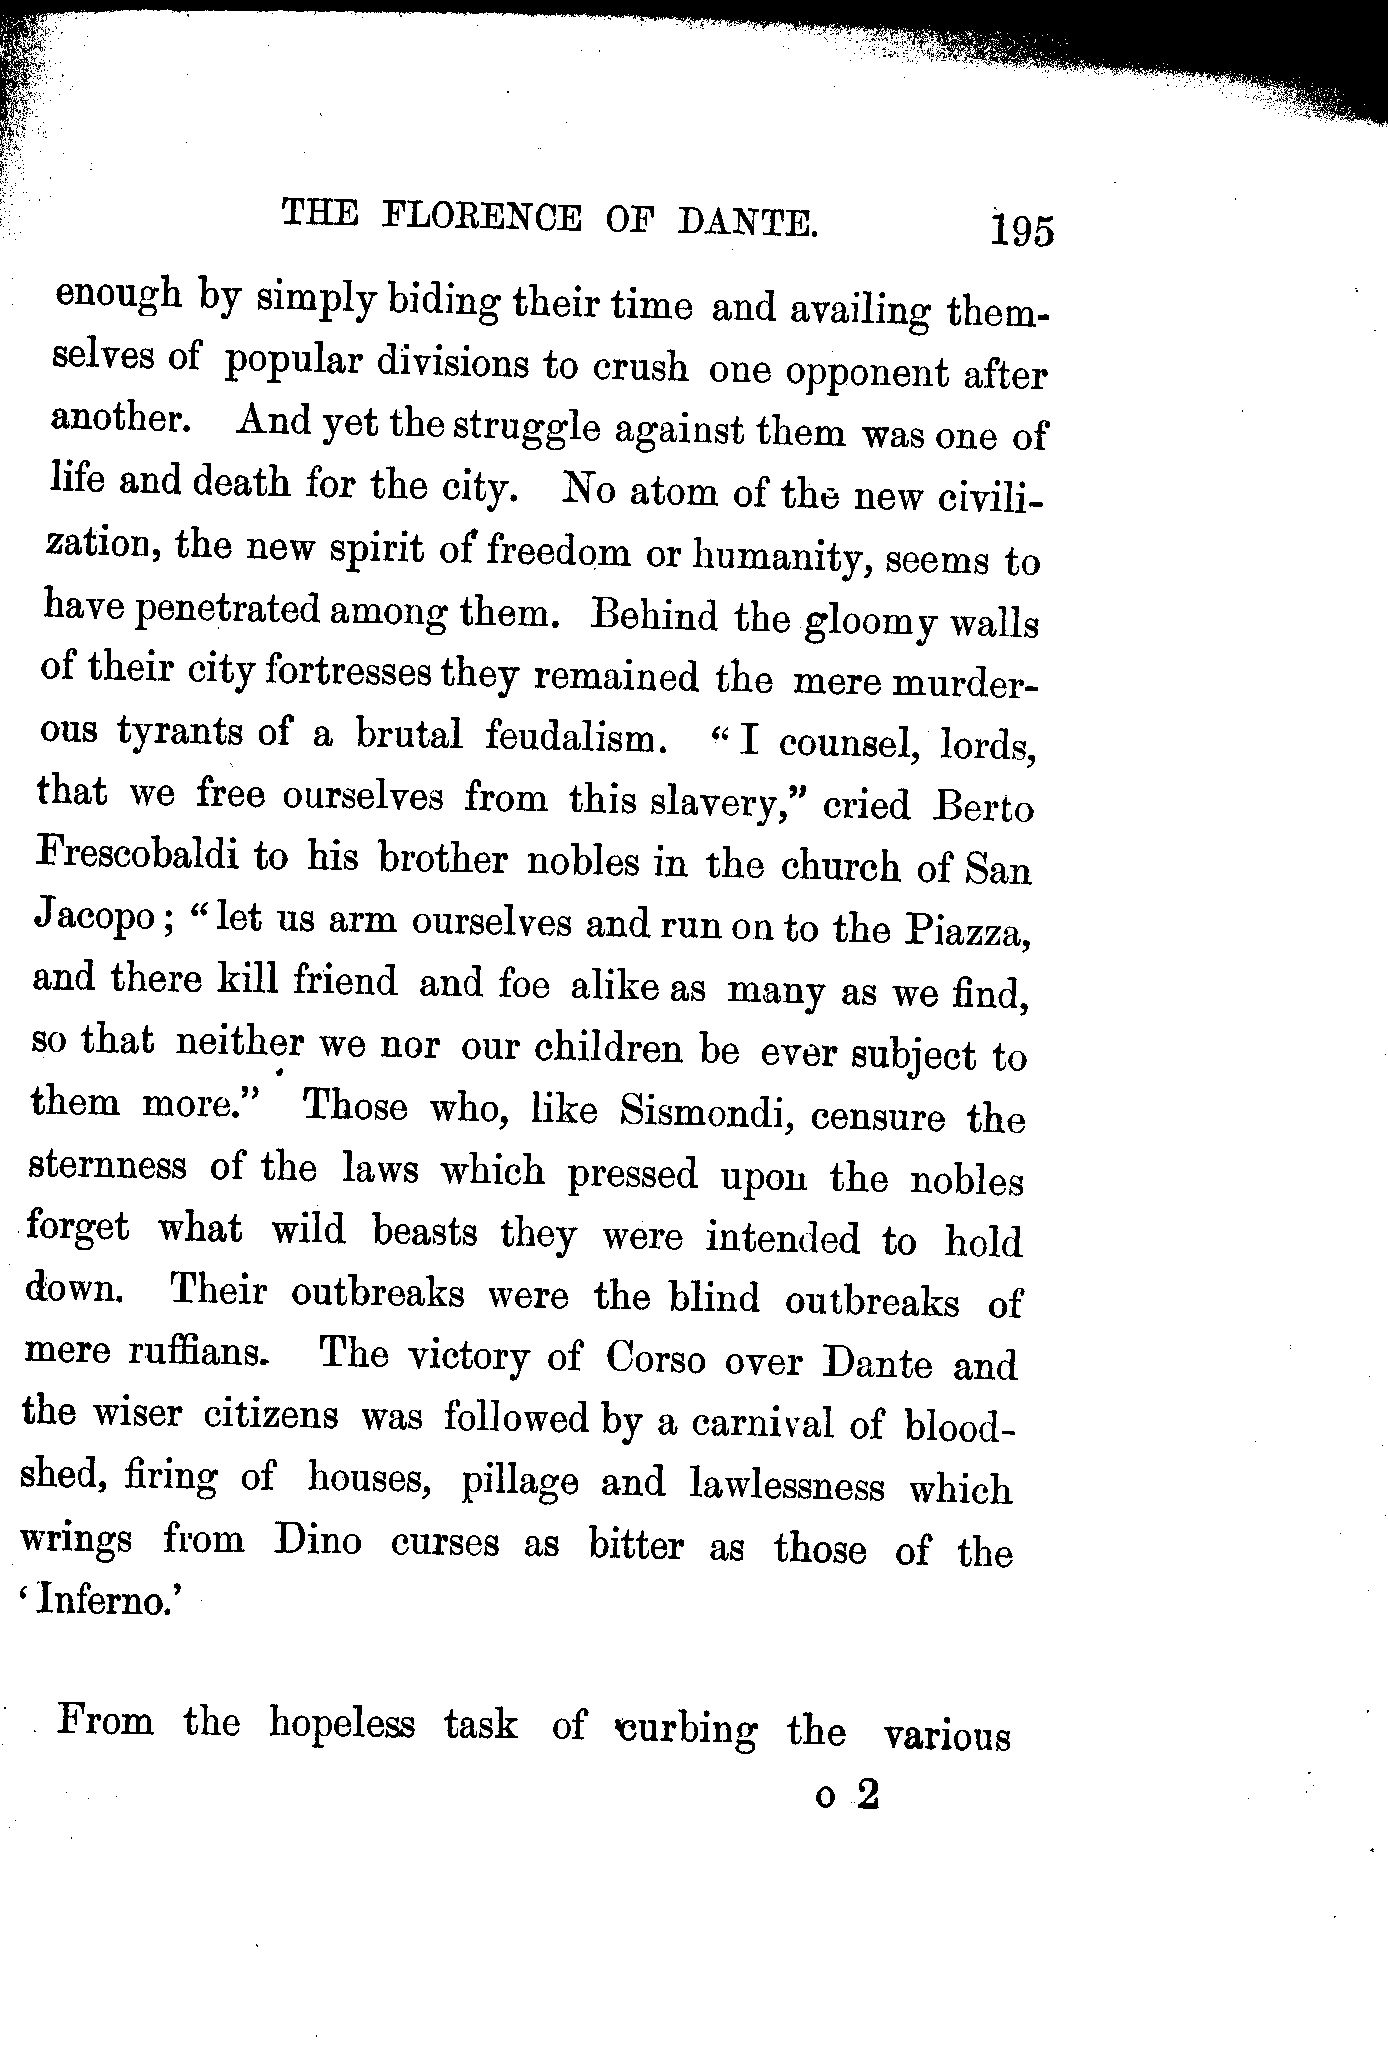 THE FLORENCE OF DANTE. 195
enough by simply biding their time and availing them-
selves of popular divisions to crush one opponent after
another. And yet the struggle against them was one of
life and death for the city. No atom of the new civili-
zation, the new spirit of freedom or humanity, seems to
have penetrated among them. Behind the gloomy walls
of their city fortresses they remained the mere murder-
ous tyrants of a brutal feudalism. “I counsel, lords,
that we free ourselves from this slavery,” cried Berto
Frescobaldi to his brother nobles in the church of San
Jacopo; “let us arm ourselves and run on to the Piazza,
and there kill friend and foe alike as many as we find,
so that neither we nor our children be ever subject to
them more.” Those who, like Sismondi, censure the
sternness of the laws which pressed upon the nobles
forget what wild beasts they were intended to hold
down. Their outbreaks were the blind outbreaks of
mere ruffians. The victory of Corso over Dante and
the wiser citizens was followed by a carnival of blood-
shed, firing of houses, pillage and lawlessness which
wrings from Dino curses as bitter as those of the
‘Inferno.’
From the hopeless task of curbing the various
o 2